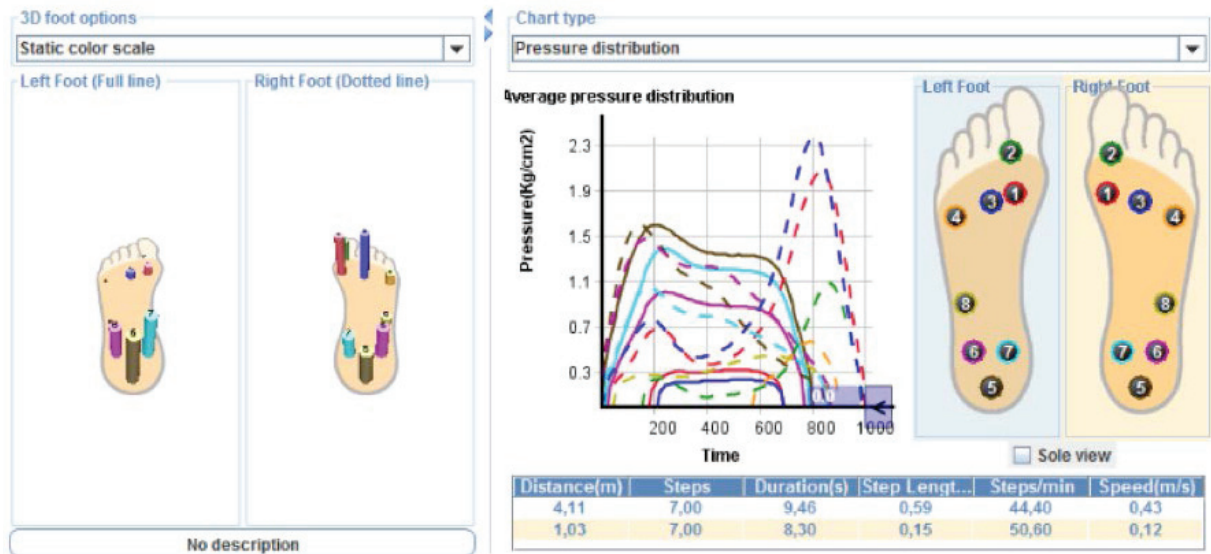 3D foot options
Static color scale
Left Foot (Full line)
Right Foot (Dotted line)
6
7
7
6
5
No description
Chart type
Pressure distribution
Average pressure distribution
Pressure(Kg/cm2)
2.3
1.9
1.5
1.1
0.7
0.3
0.0
200
400
600
800
1000
Time
Left Foot
2
1
3
4
8
6
7
5
Right Foot
2
1
3
4
8
7
6
5
Sole view
Distance(m) Steps Duration(s) Step Lengt... Steps/min Speed(m/s)
4,11 7,00 9,46 0,59 44,40 0,43
1,03 7,00 8,30 0,15 50,60 0,12